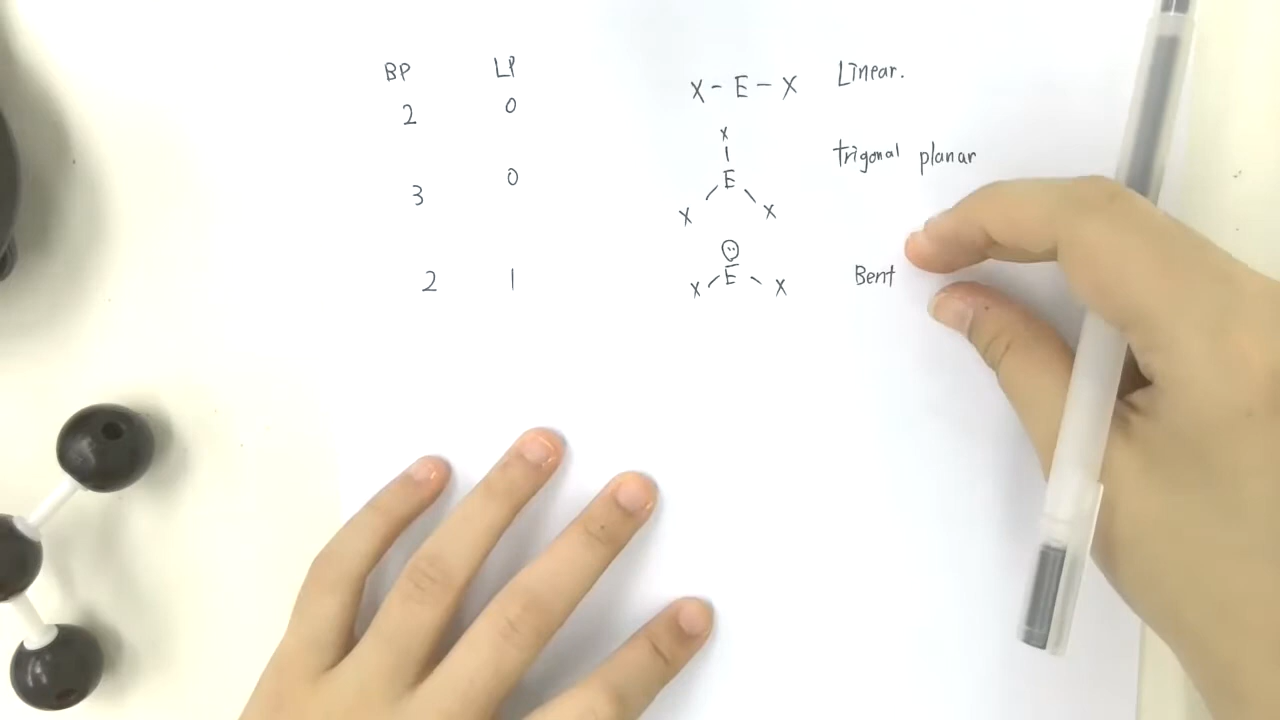 BP LP
2 0 X-E-X Linear.
X
3 0 E trigonal planar
X X
2 1 X E X Bent